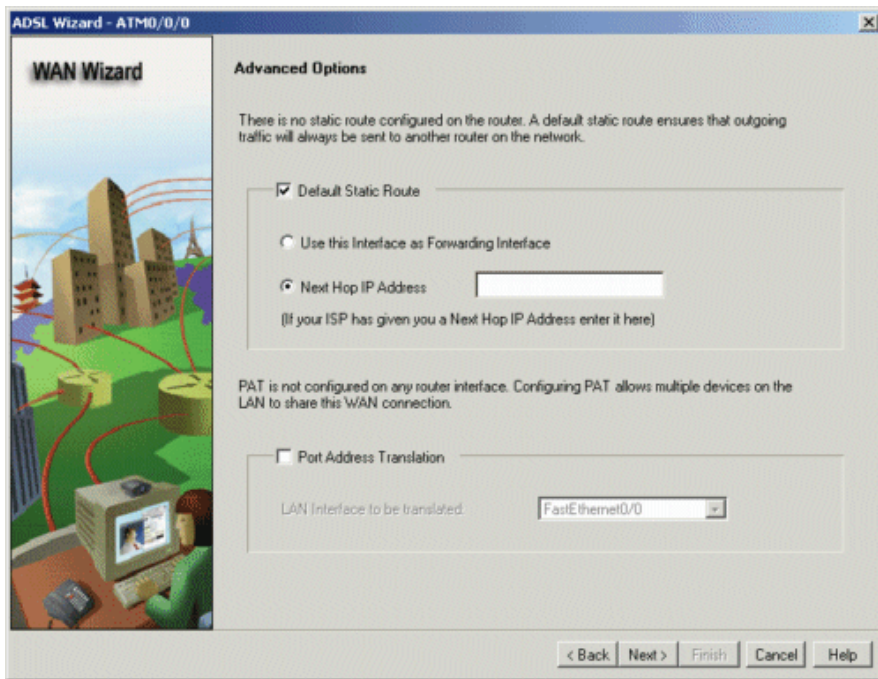 ADSL Wizard - ATM0/0/0
WAN Wizard
Advanced Options
There is no static route configured on the router. A default static route ensures that outgoing
traffic will always be sent to another router on the network.
Default Static Route
Use this Interface as Forwarding Interface
Next Hop IP Address
(If your ISP has given you a Next Hop IP Address enter it here)
PAT is not configured on any router interface. Configuring PAT allows multiple devices on the
LAN to share this WAN connection.
Port Address Translation
LAN Interface to be translated:
FastEthernet0/0
< Back Next > Finish Cancel Help